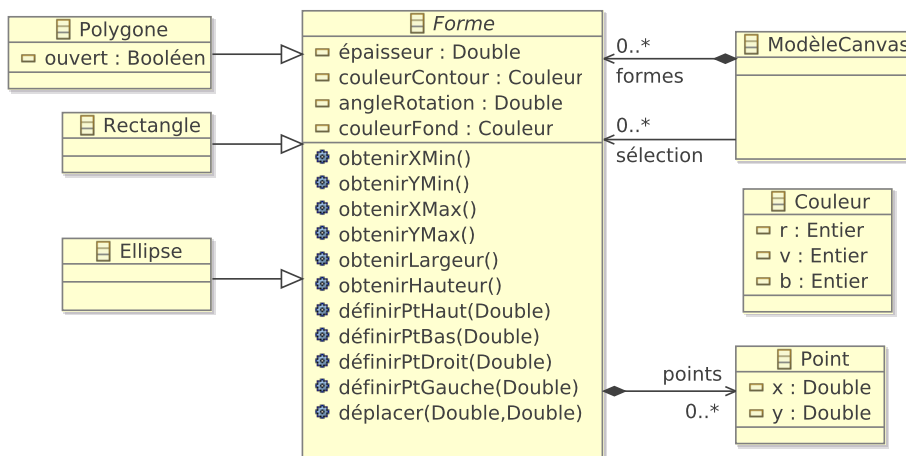 Polygone
ouvert : Booléen
Rectangle
Ellipse
Forme
épaisseur : Double
couleurContour : Couleur
angleRotation : Double
couleurFond : Couleur
obtenirXMin()
obtenirYMin()
obtenirXMax()
obtenirYMax()
obtenirLargeur()
obtenirHauteur()
définirPtHaut(Double)
définirPtBas(Double)
définirPtDroit(Double)
définirPtGauche(Double)
déplacer(Double,Double)
0..*
formes
0..*
sélection
points
0..*
ModèleCanvas
Couleur
r : Entier
v : Entier
b : Entier
Point
x : Double
y : Double